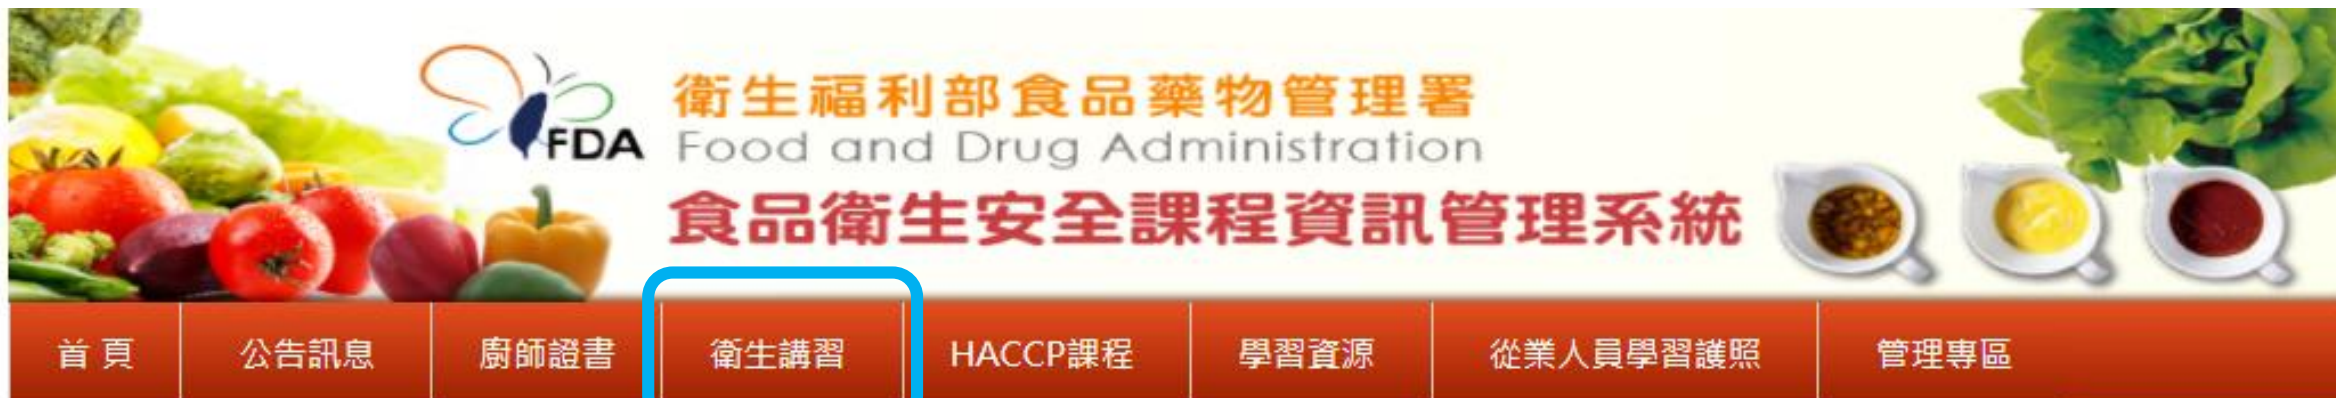 FDA
衛生福利部食品藥物管理署
Food and Drug Administration
食品衛生安全課程資訊管理系統
首頁 公告訊息 廚師證書 衛生講習 HACCP課程 學習資源 從業人員學習護照 管理專區